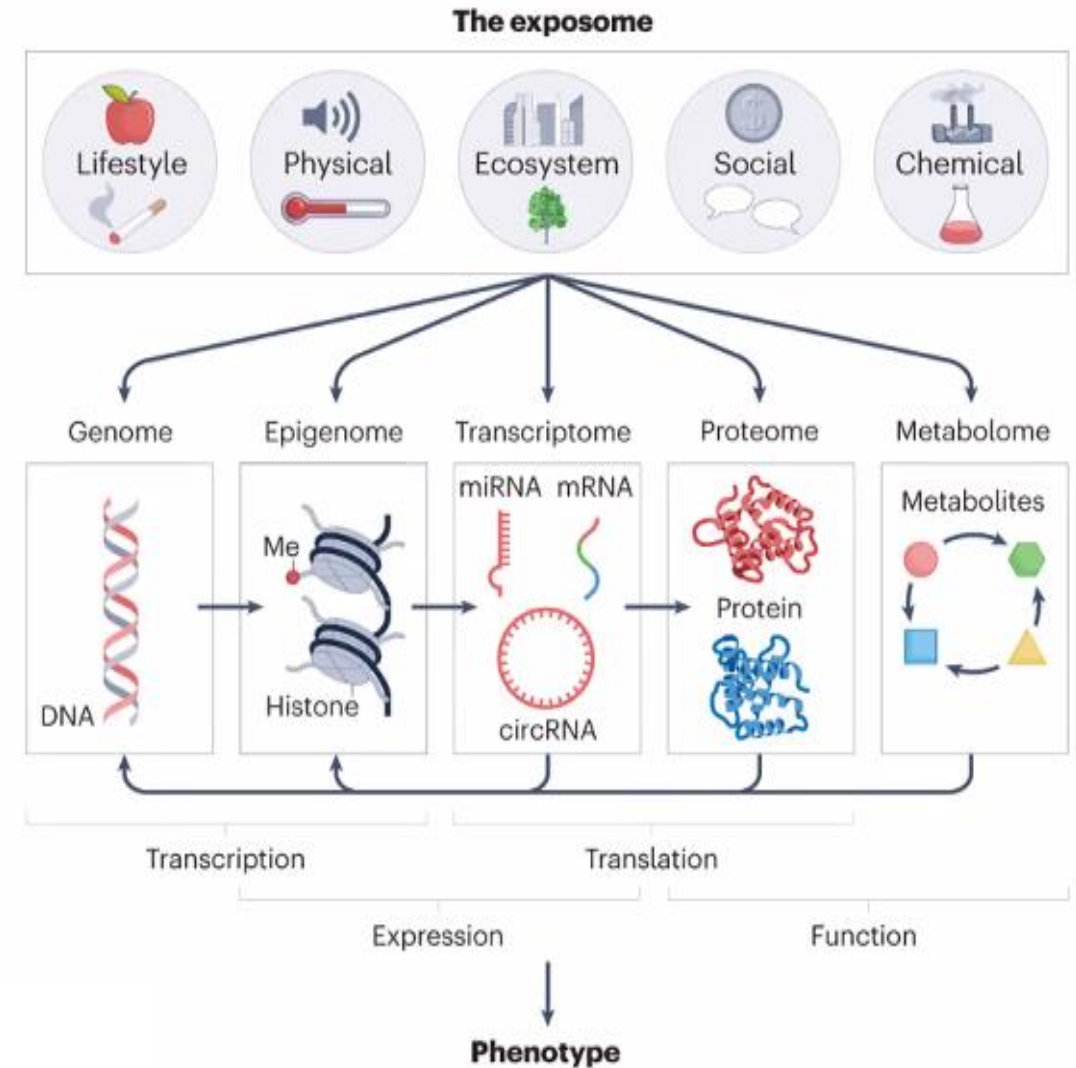 The exposome
Lifestyle
Physical
Ecosystem
Social
Chemical
Genome
Epigenome
Transcriptome
Proteome
Metabolome
DNA
Me
Histone
miRNA mRNA
circRNA
Protein
Metabolites
Transcription
Translation
Expression
Function
Phenotype